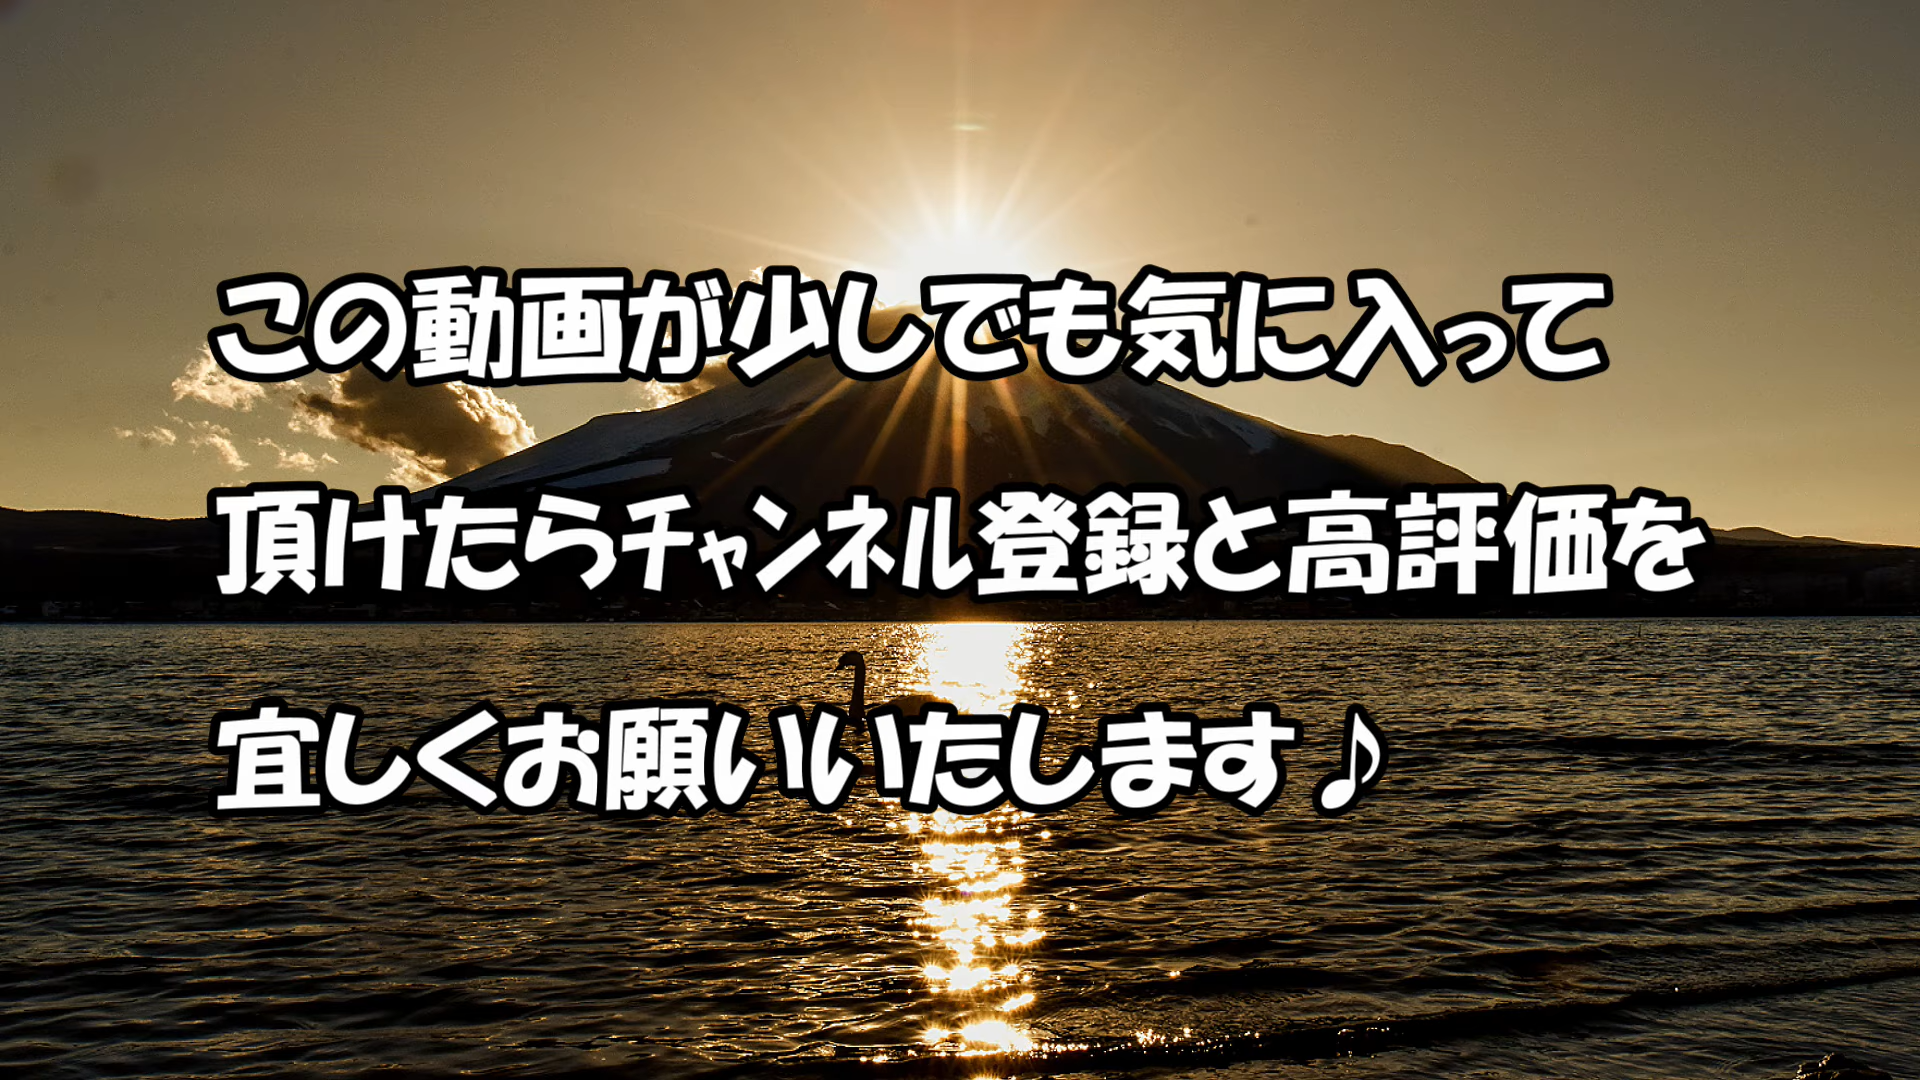 この動画が少しでも気に入って
頂けたらチャンネル登録と高評価を
宜しくお願いいたします♪